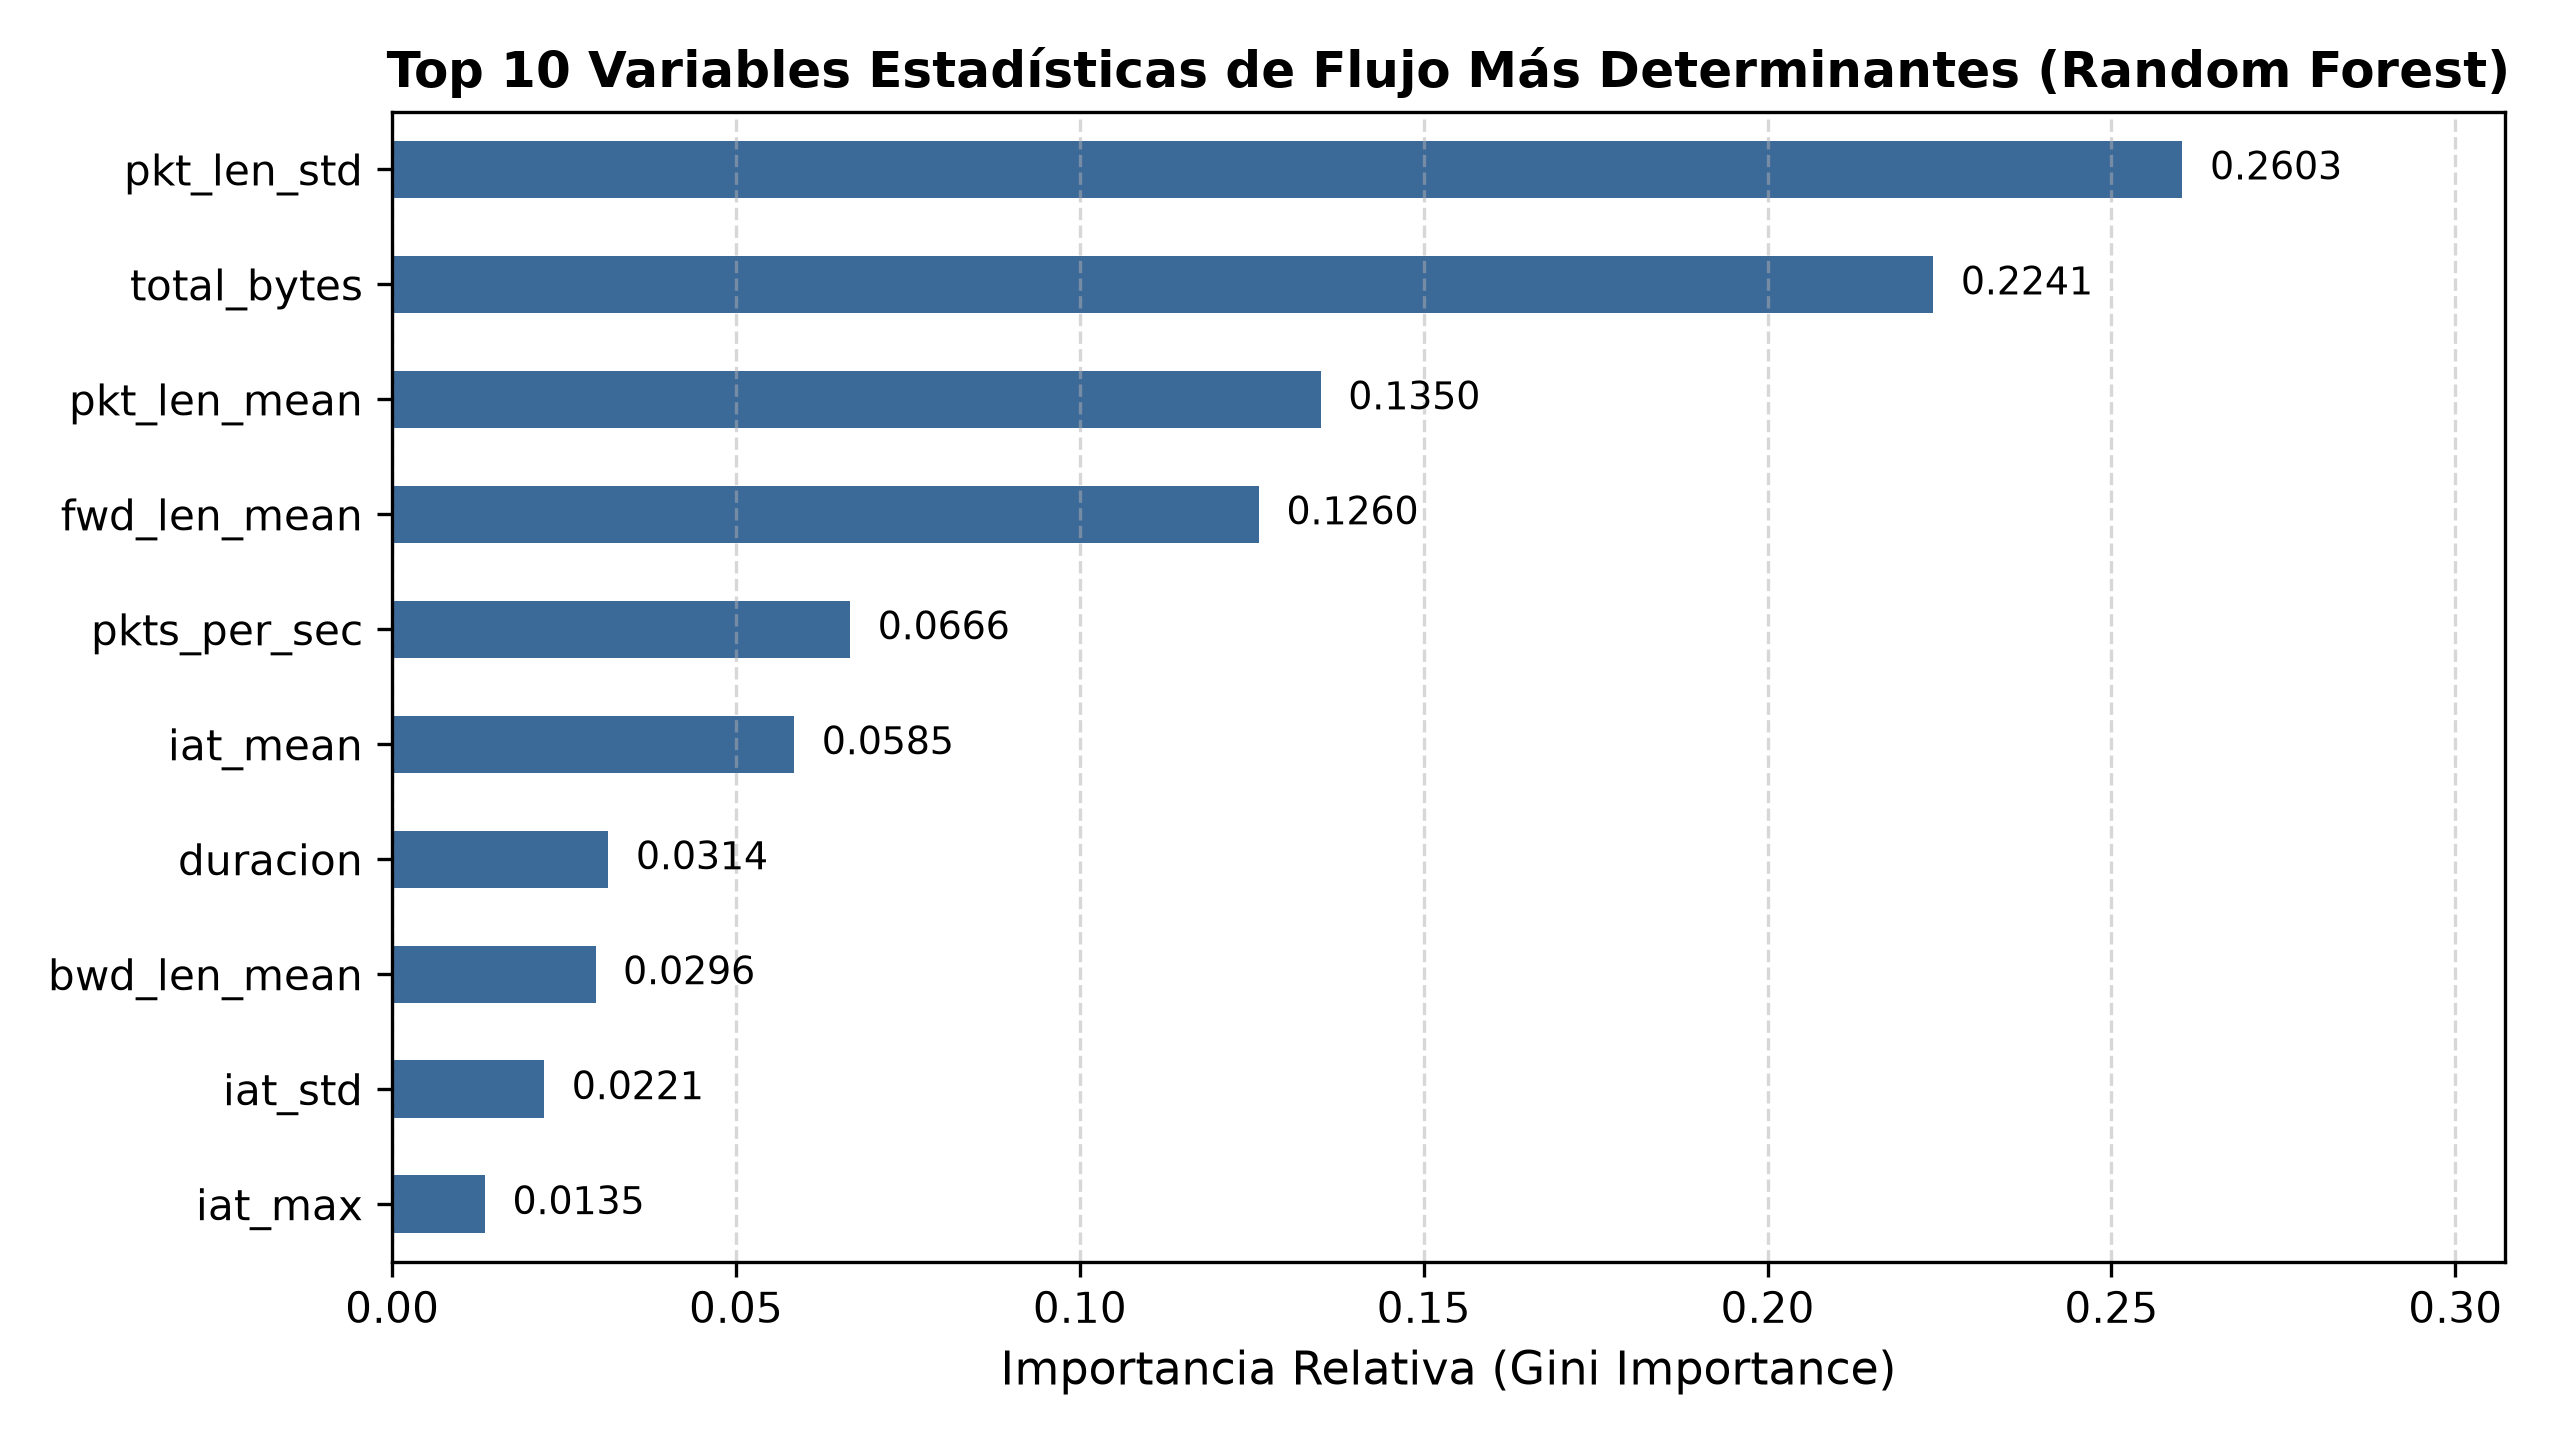 Top 10 Variables Estadísticas de Flujo Más Determinantes (Random Forest)
pkt_len_std 0.2603
total_bytes 0.2241
pkt_len_mean 0.1350
fwd_len_mean 0.1260
pkts_per_sec 0.0666
iat_mean 0.0585
duracion 0.0314
bwd_len_mean 0.0296
iat_std 0.0221
iat_max 0.0135
0.00 0.05 0.10 0.15 0.20 0.25 0.30
Importancia Relativa (Gini Importance)